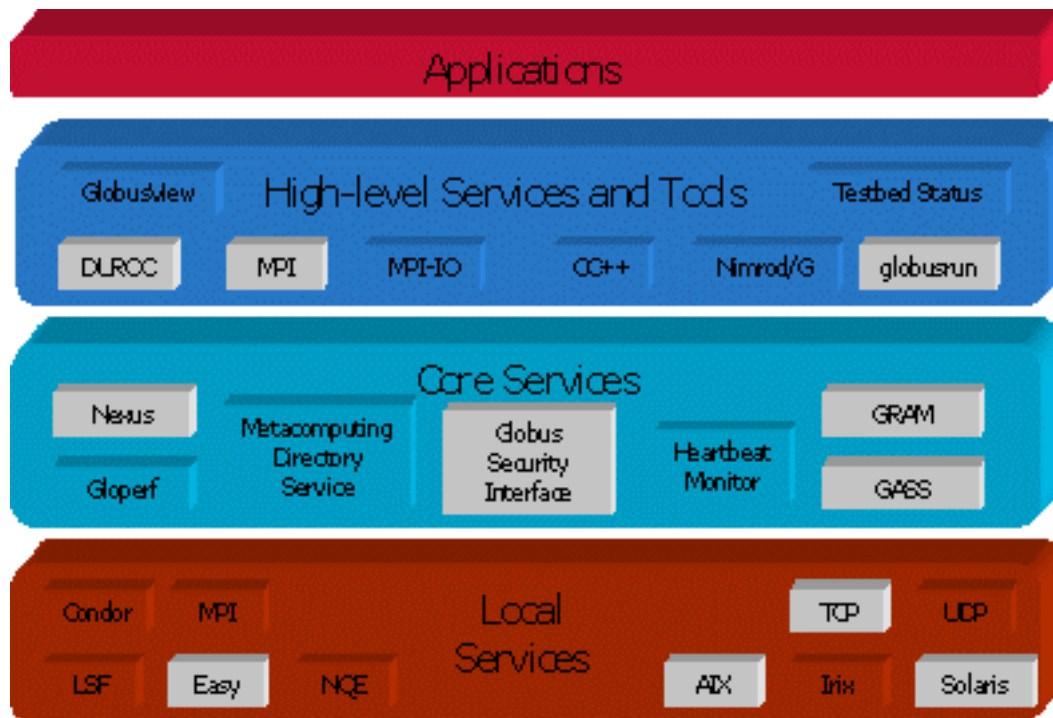 Applications
High-level Services and Tools
GlobusView
Testbed Status
DUROC
MPI
MPI-IO
CC++
Nimrod/G
globusrun
Core Services
Nexus
Metacomputing
Directory
Service
Globus
Security
Interface
Heartbeat
Monitor
GRAM
Gloperf
GASS
Local
Services
Condor
MPI
TCP
UDP
LSF
Easy
NQE
AIX
Irix
Solaris